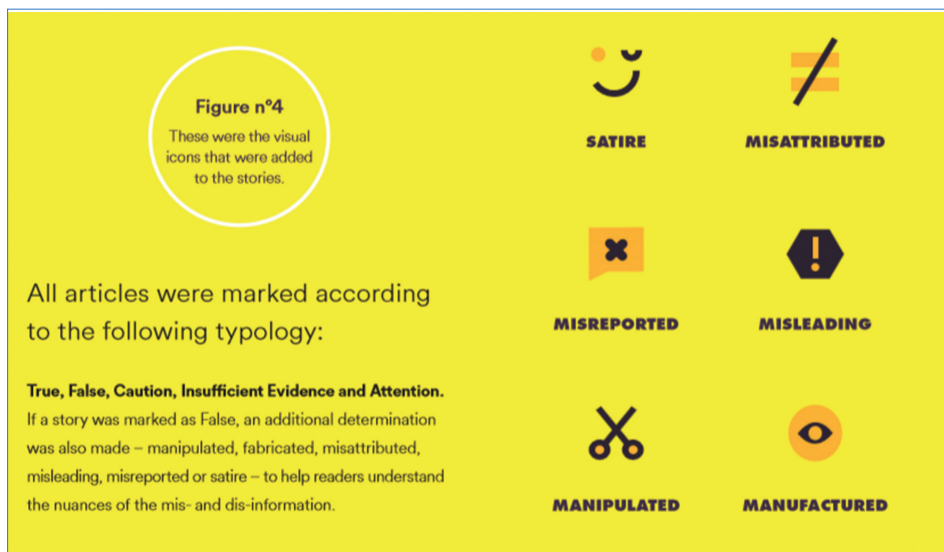 Figure nº4
These were the visual
icons that were added
to the stories.
All articles were marked according
to the following typology:
True, False, Caution, Insufficient Evidence and Attention.
If a story was marked as False, an additional determination
was also made – manipulated, fabricated, misattributed,
misleading, misreported or satire – to help readers understand
the nuances of the mis- and dis-information.
SATIRE
MISATTRIBUTED
MISREPORTED
MISLEADING
MANIPULATED
MANUFACTURED